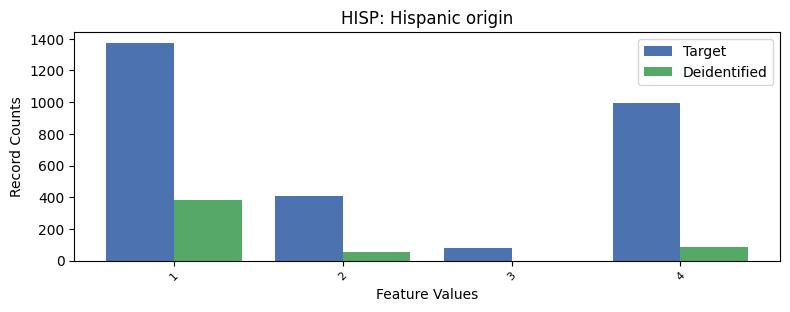 HISP: Hispanic origin
Target
Deidentified
Record Counts
1400
1200
1000
800
600
400
200
0
1
2
3
4
Feature Values